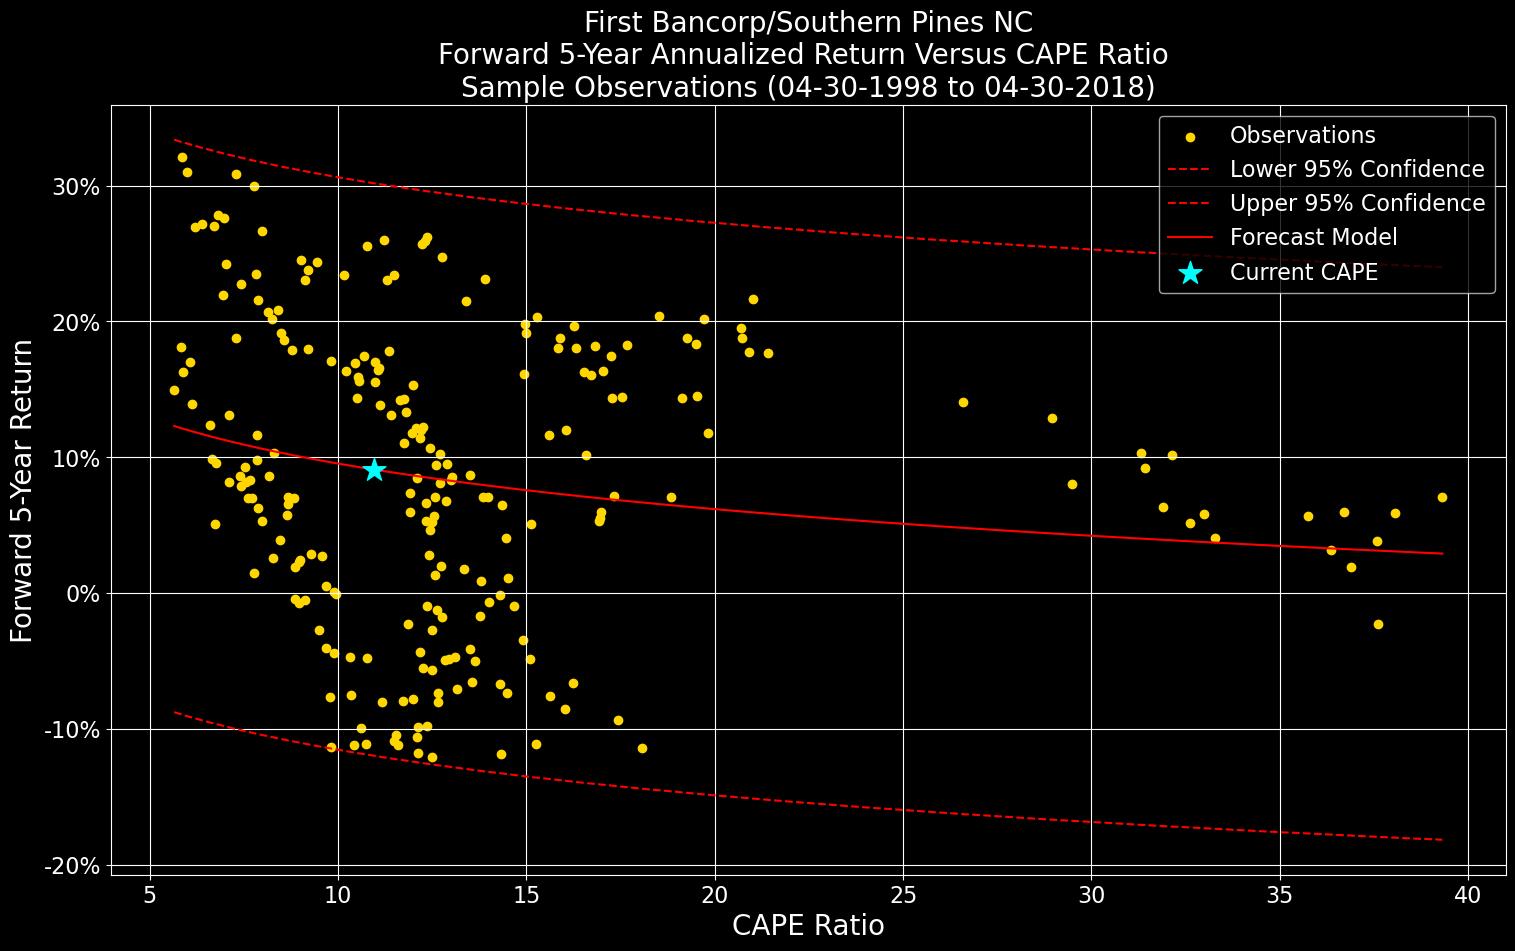 First Bancorp/Southern Pines NC
Forward 5-Year Annualized Return Versus CAPE Ratio
Sample Observations (04-30-1998 to 04-30-2018)
Observations
Lower 95% Confidence
Upper 95% Confidence
Forecast Model
Current CAPE
Forward 5-Year Return
30%
20%
10%
0%
-10%
-20%
5
10
15
20
25
30
35
40
CAPE Ratio